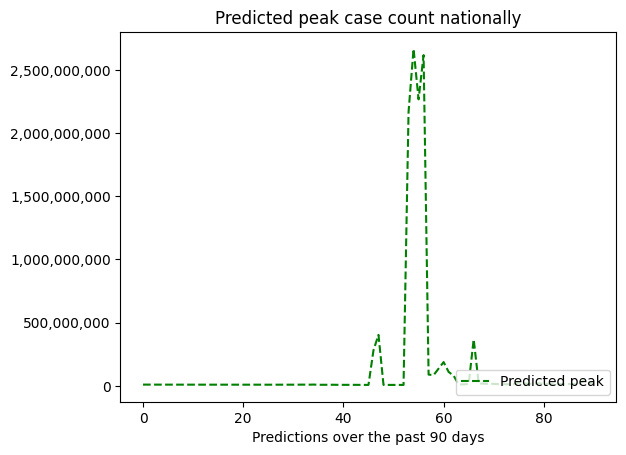 Predicted peak case count nationally
2,500,000,000
2,000,000,000
1,500,000,000
1,000,000,000
500,000,000
0
Predicted peak
0 20 40 60 80
Predictions over the past 90 days